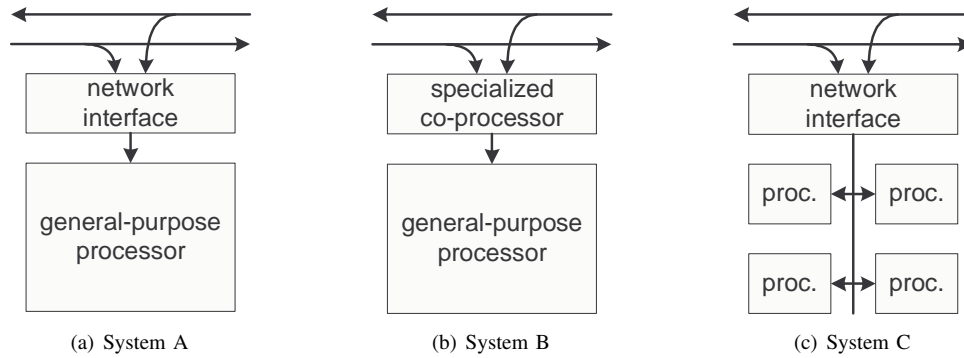 network
interface
general-purpose
processor
(a) System A
specialized
co-processor
general-purpose
processor
(b) System B
network
interface
proc.
proc.
proc.
proc.
(c) System C